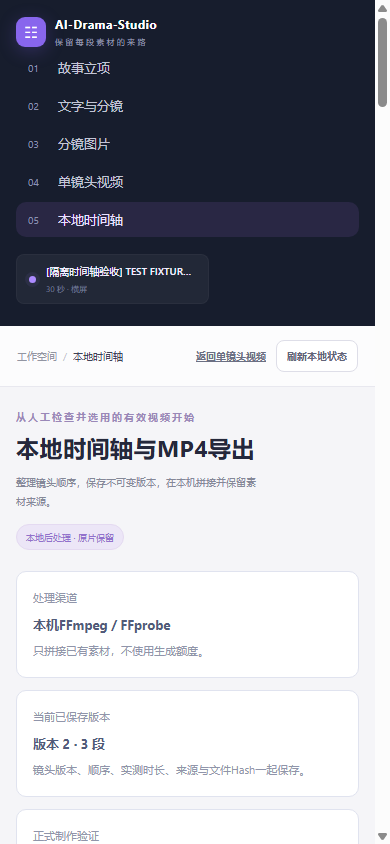 AI-Drama-Studio
保留每段素材的来路
01 故事立项
02 文字与分镜
03 分镜图片
04 单镜头视频
05 本地时间轴
[隔离时间轴验收] TEST FIXTUR...
30 秒 · 横屏
工作空间 / 本地时间轴
返回单镜头视频
刷新本地状态
从人工检查并选用的有效视频开始
本地时间轴与MP4导出
整理镜头顺序，保存不可变版本，在本机拼接并保留素
材来源。
本地后处理 · 原片保留
处理渠道
本机FFmpeg / FFprobe
只拼接已有素材，不使用生成额度。
当前已保存版本
版本 2 · 3 段
镜头版本、顺序、实测时长、来源与文件Hash一起保存。
正式制作验证